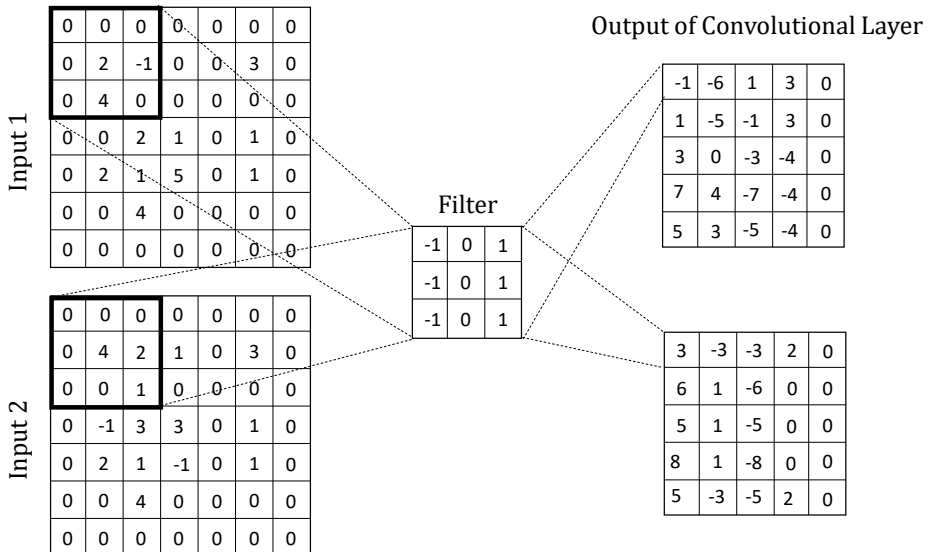 Input 1
0 0 0 0 0 0 0
0 2 -1 0 0 3 0
0 4 0 0 0 0 0
0 0 2 1 0 1 0
0 2 1 5 0 1 0
0 0 4 0 0 0 0
0 0 0 0 0 0 0
Input 2
0 0 0 0 0 0 0
0 4 2 1 0 3 0
0 0 1 0 0 0 0
0 -1 3 3 0 1 0
0 2 1 -1 0 1 0
0 0 4 0 0 0 0
0 0 0 0 0 0 0
Filter
-1 0 1
-1 0 1
-1 0 1
Output of Convolutional Layer
-1 -6 1 3 0
1 -5 -1 3 0
3 0 -3 -4 0
7 4 -7 -4 0
5 3 -5 -4 0
3 -3 -3 2 0
6 1 -6 0 0
5 1 -5 0 0
8 1 -8 0 0
5 -3 -5 2 0